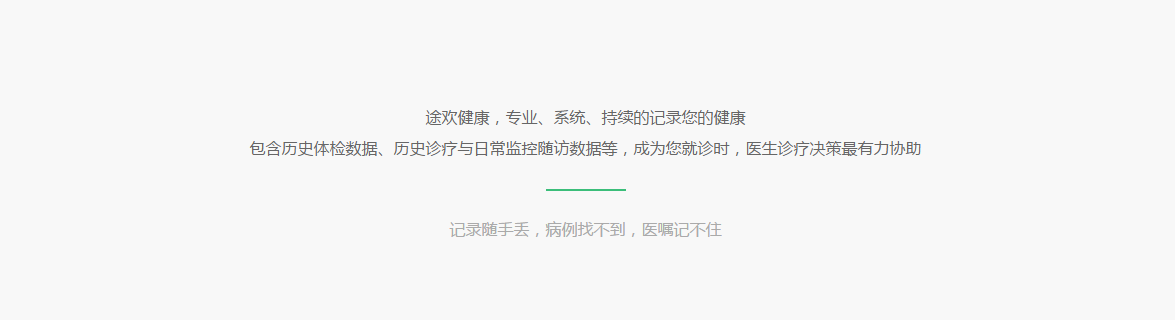 途欢健康，专业、系统、持续的记录您的健康
包含历史体检数据、历史诊疗与日常监控随访数据等，成为您就诊时，医生诊疗决策最有力协助
记录随手丢，病例找不到，医嘱记不住